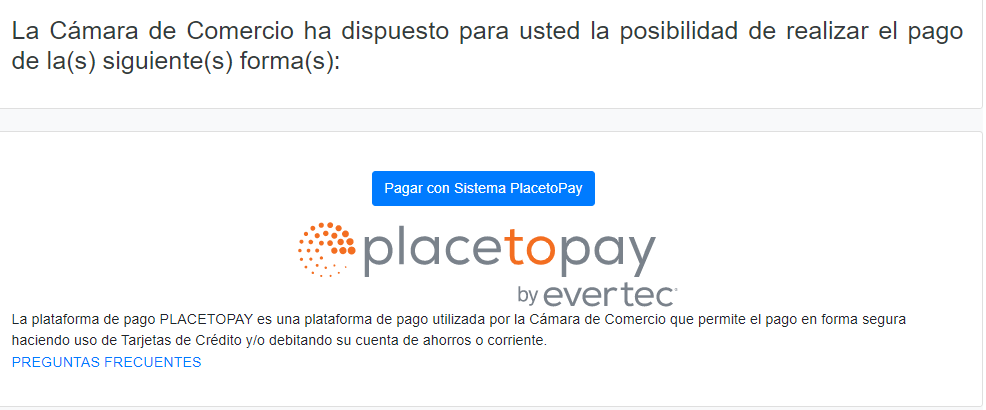 La Cámara de Comercio ha dispuesto para usted la posibilidad de realizar el pago
de la(s) siguiente(s) forma(s):
Pagar con Sistema PlacetoPay
placetopay
by evertec
La plataforma de pago PLACETOPAY es una plataforma de pago utilizada por la Cámara de Comercio que permite el pago en forma segura
haciendo uso de Tarjetas de Crédito y/o debitando su cuenta de ahorros o corriente.
PREGUNTAS FRECUENTES